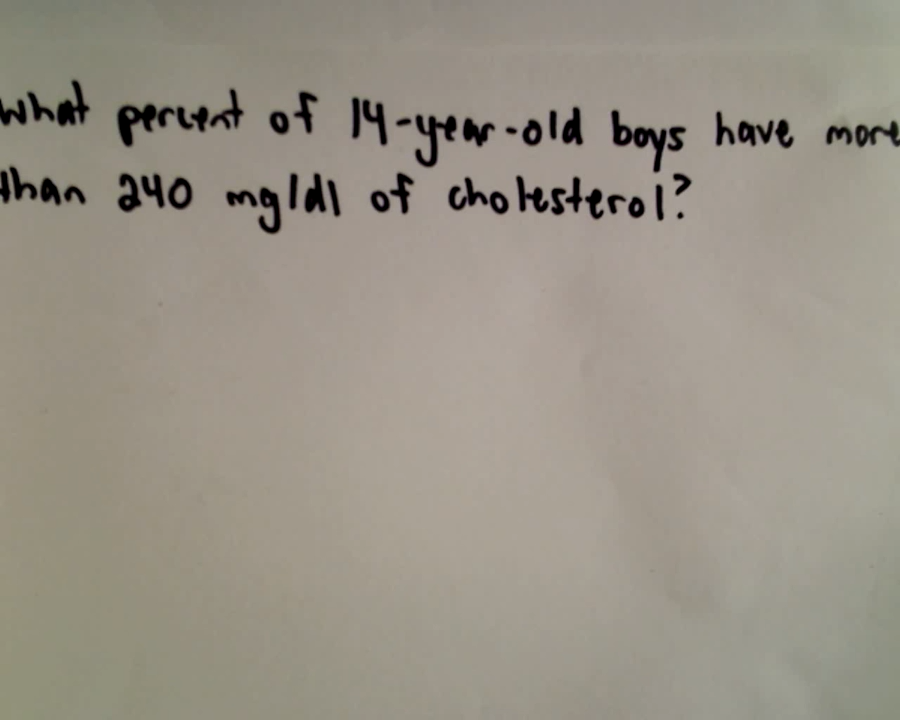 What percent of 14-year-old boys have more
than 240 mg/dl of cholesterol?